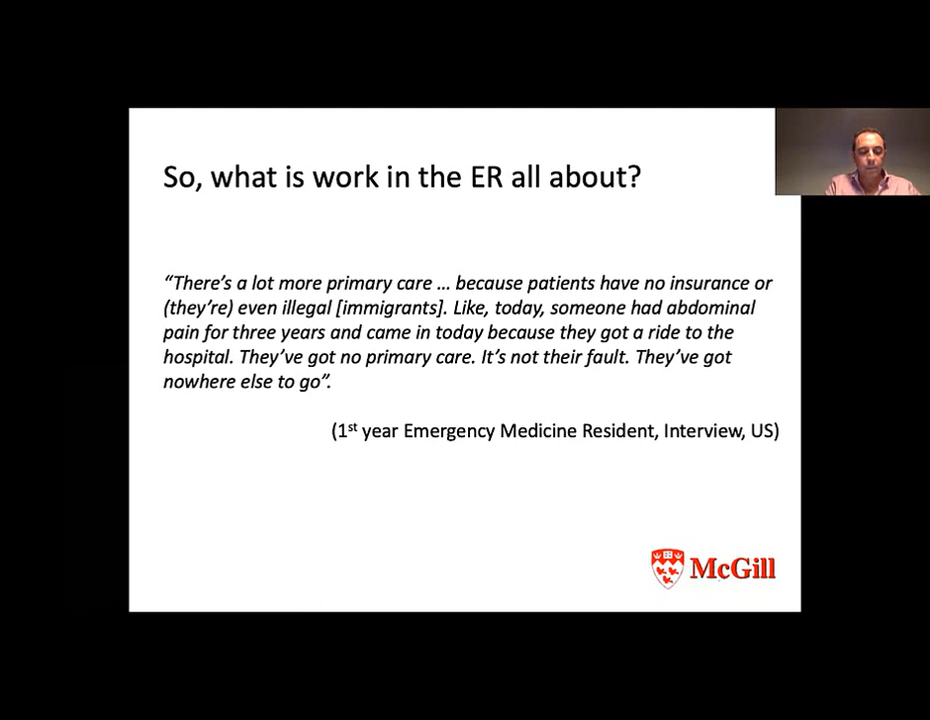 So, what is work in the ER all about?
“There’s a lot more primary care … because patients have no insurance or
(they’re) even illegal [immigrants]. Like, today, someone had abdominal
pain for three years and came in today because they got a ride to the
hospital. They’ve got no primary care. It’s not their fault. They’ve got
nowhere else to go”.
(1st year Emergency Medicine Resident, Interview, US)
McGill